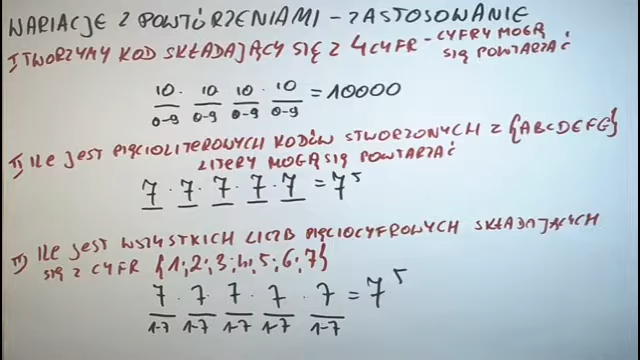 WARIACJE Z POWTÓRZENIAMI - ZASTOSOWANIE
I TWORZYMY KOD SKŁADAJĄCY SIĘ Z 4 CYFR - CYFRY MOGĄ
SIĘ POWTARZAĆ
10 · 10 · 10 · 10 = 10000
0-9 0-9 0-9 0-9
II ILE JEST PIĘCIOLITEROWYCH KODÓW STWORZONYCH Z {ABCDEFG}
LITERY MOGĄ SIĘ POWTARZAĆ
7 · 7 · 7 · 7 · 7 = 7⁵
II ILE JEST WSZYSTKICH LICZB PIĘCIOCYFROWYCH SKŁADAJĄCYCH
SIĘ Z CYFR {1;2;3;4;5;6;7}
7 · 7 · 7 · 7 · 7 = 7⁵
1-7 1-7 1-7 1-7 1-7